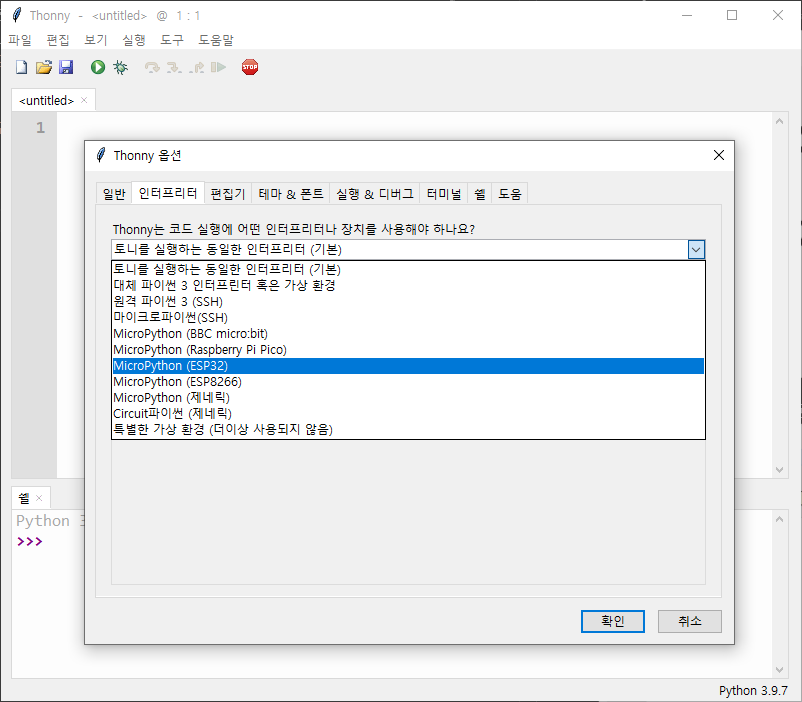 Thonny - <untitled> @ 1 : 1
파일 편집 보기 실행 도구 도움말
STOP
<untitled>
1
Thonny 옵션
일반 인터프리터 편집기 테마 & 폰트 실행 & 디버그 터미널 쉘 도움
Thonny는 코드 실행에 어떤 인터프리터나 장치를 사용해야 하나요?
토니를 실행하는 동일한 인터프리터 (기본)
토니를 실행하는 동일한 인터프리터 (기본)
대체 파이썬 3 인터프린터 혹은 가상 환경
원격 파이썬 3 (SSH)
마이크로파이썬(SSH)
MicroPython (BBC micro:bit)
MicroPython (Raspberry Pi Pico)
MicroPython (ESP32)
MicroPython (ESP8266)
MicroPython (제네릭)
Circuit파이썬 (제네릭)
특별한 가상 환경 (더이상 사용되지 않음)
쉘
Python 3
>>>
확인 취소
Python 3.9.7